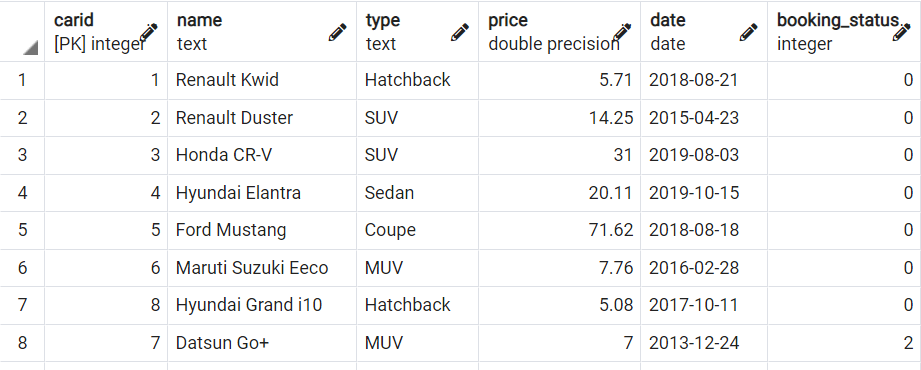 carid name type price date booking_status
[PK] integer text text double precision date integer
1 1 Renault Kwid Hatchback 5.71 2018-08-21 0
2 2 Renault Duster SUV 14.25 2015-04-23 0
3 3 Honda CR-V SUV 31 2019-08-03 0
4 4 Hyundai Elantra Sedan 20.11 2019-10-15 0
5 5 Ford Mustang Coupe 71.62 2018-08-18 0
6 6 Maruti Suzuki Eeco MUV 7.76 2016-02-28 0
7 8 Hyundai Grand i10 Hatchback 5.08 2017-10-11 0
8 7 Datsun Go+ MUV 7 2013-12-24 2